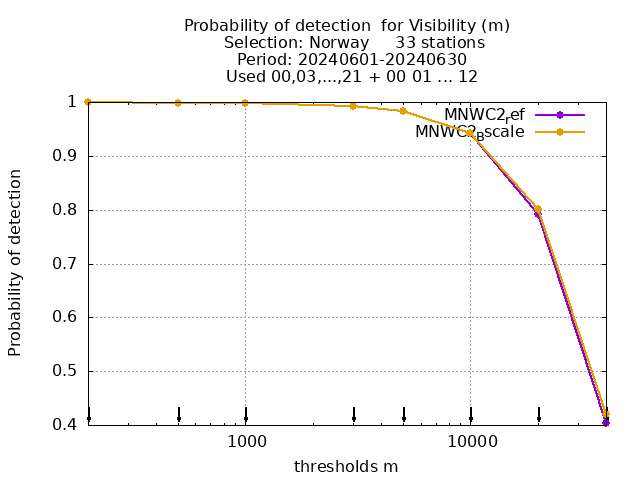 Probability of detection  for Visibility (m)
Selection: Norway     33 stations
Period: 20240601-20240630
Used 00,03,...,21 + 00 01 ... 12
MNWC2ref
MNWC2Bscale
1
0.9
0.8
0.7
0.6
0.5
0.4
Probability of detection
1000 10000
thresholds m